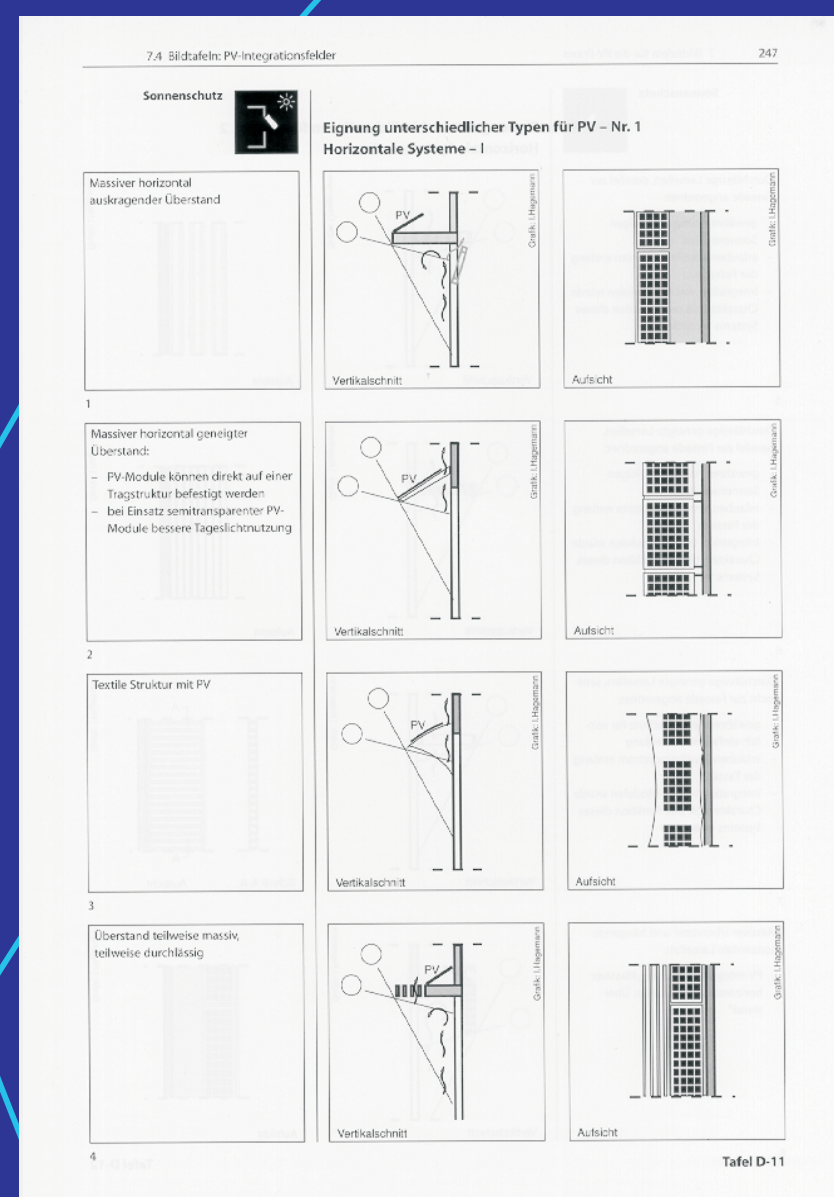 7.4 Bildtafeln: PV-Integrationsfelder
247
Sonnenschutz
Eignung unterschiedlicher Typen für PV – Nr. 1
Horizontale Systeme – I
Massiver horizontal
auskragender Überstand
PV
Grafik: I.Hagemann
Vertikalschnitt
Grafik: I.Hagemann
Aufsicht
1
Massiver horizontal geneigter
Überstand:
– PV-Module können direkt auf einer
Tragstruktur befestigt werden
– bei Einsatz semitransparenter PV-
Module bessere Tageslichtnutzung
PV
Grafik: I.Hagemann
Vertikalschnitt
Grafik: I.Hagemann
Aufsicht
2
Textile Struktur mit PV
PV
Grafik: I.Hagemann
Vertikalschnitt
Grafik: I.Hagemann
Aufsicht
3
Überstand teilweise massiv,
teilweise durchlässig
PV
Grafik: I.Hagemann
Vertikalschnitt
Grafik: I.Hagemann
Aufsicht
4
Tafel D-11